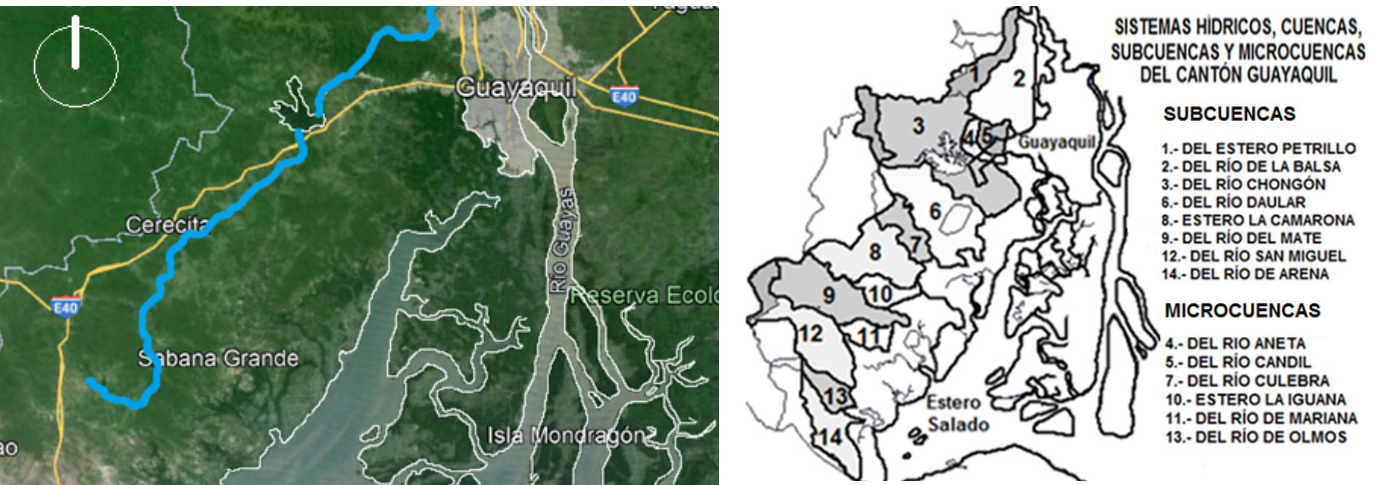 Guayaquil
E40
Cerecita
E40
Río Guayas
Reserva Ecolo
Sabana Grande
Isla Mondragón
ao
SISTEMAS HÌDRICOS, CUENCAS,
SUBCUENCAS Y MICROCUENCAS
DEL CANTÓN GUAYAQUIL
SUBCUENCAS
1.- DEL ESTERO PETRILLO
2.- DEL RÍO DE LA BALSA
3.- DEL RÍO CHONGÓN
6.- DEL RÍO DAULAR
8.- ESTERO LA CAMARONA
9.- DEL RÍO DEL MATE
12.- DEL RÍO SAN MIGUEL
14.- DEL RÍO DE ARENA
MICROCUENCAS
4.- DEL RIO ANETA
5.- DEL RÍO CANDIL
7.- DEL RÍO CULEBRA
10.- ESTERO LA IGUANA
11.- DEL RÍO DE MARIANA
13.- DEL RÍO DE OLMOS
1
2
3
4
5
Guayaquil
6
7
8
9
10
12
11
13
Estero
Salado
14